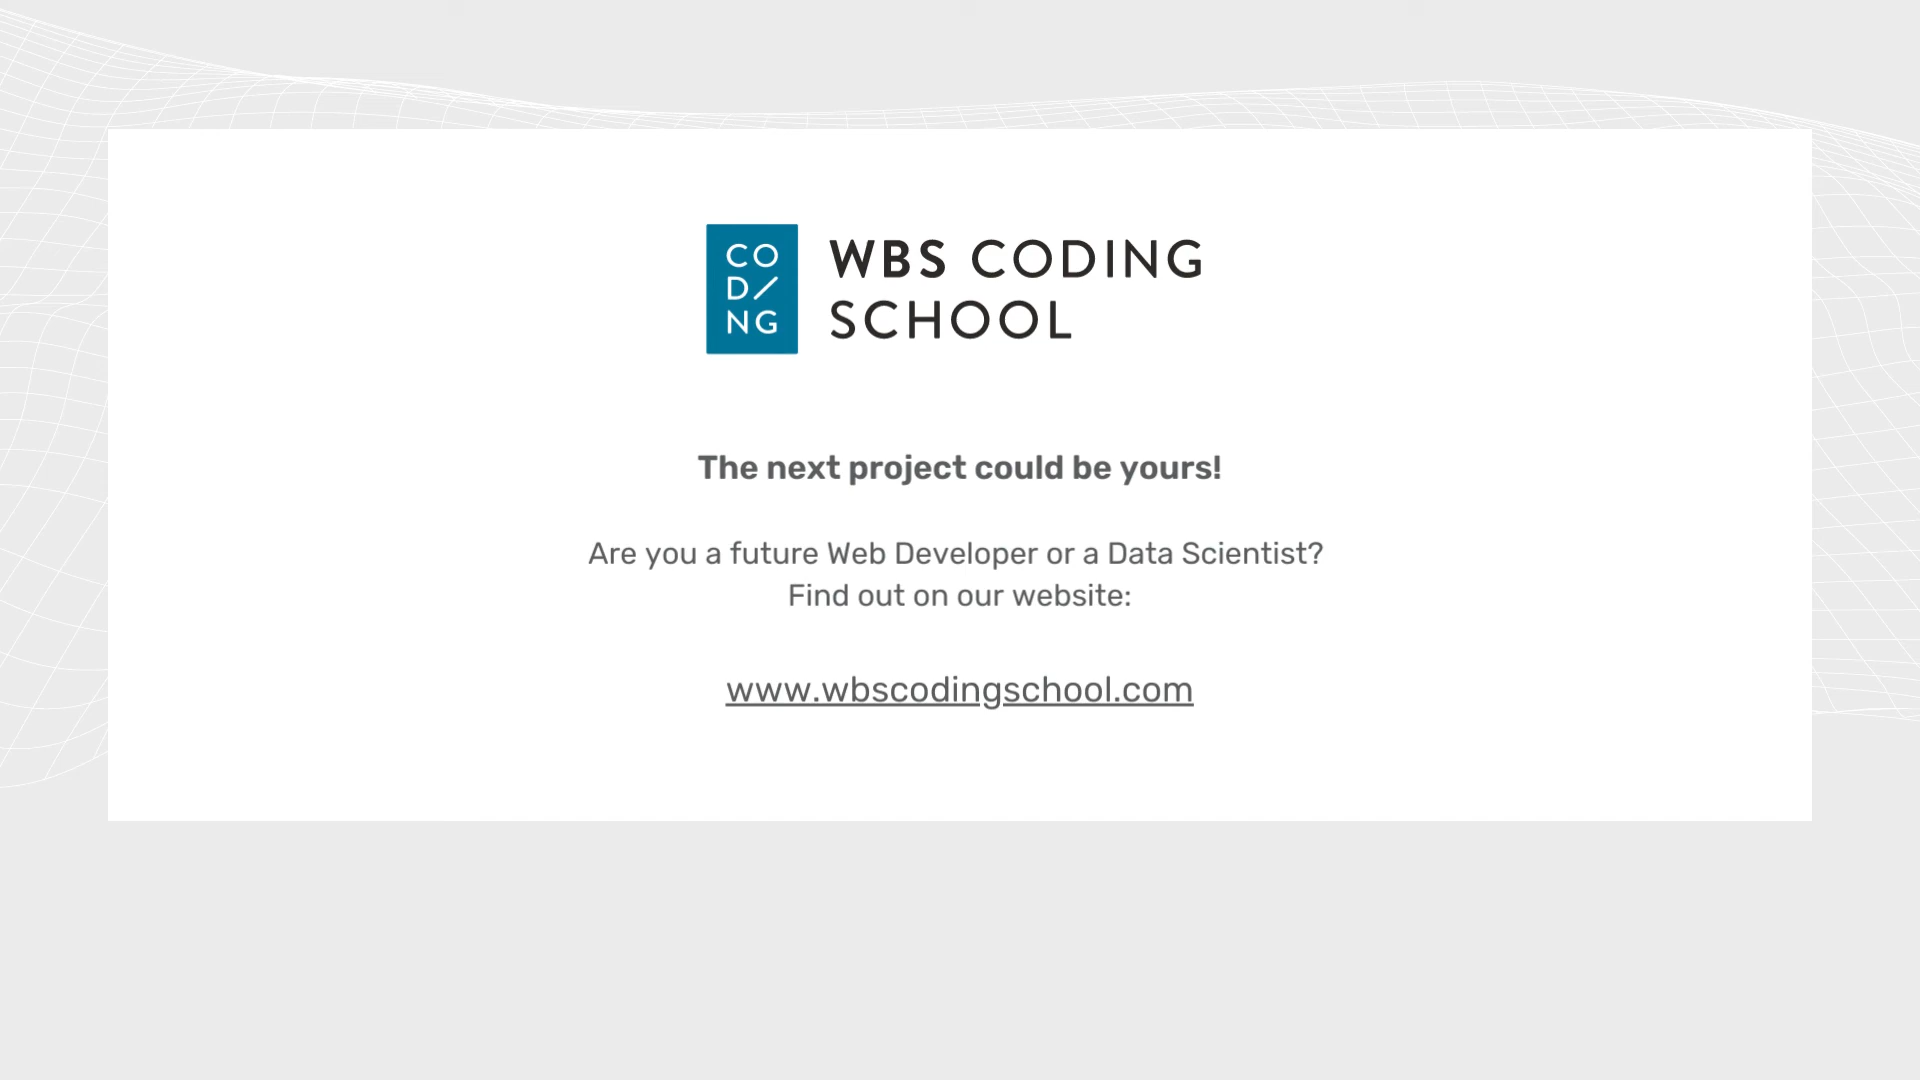 CO
D/
NG
WBS CODING
SCHOOL
The next project could be yours!
Are you a future Web Developer or a Data Scientist?
Find out on our website:
www.wbscodingschool.com